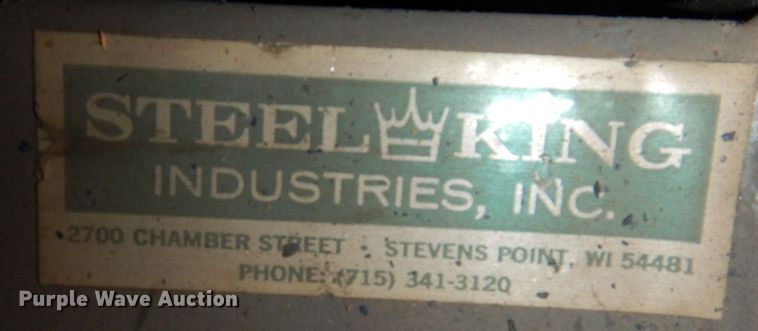 STEEL KING
INDUSTRIES, INC.
2700 CHAMBER STREET • STEVENS POINT, WI 54481
PHONE: (715) 341-3120
Purple Wave Auction